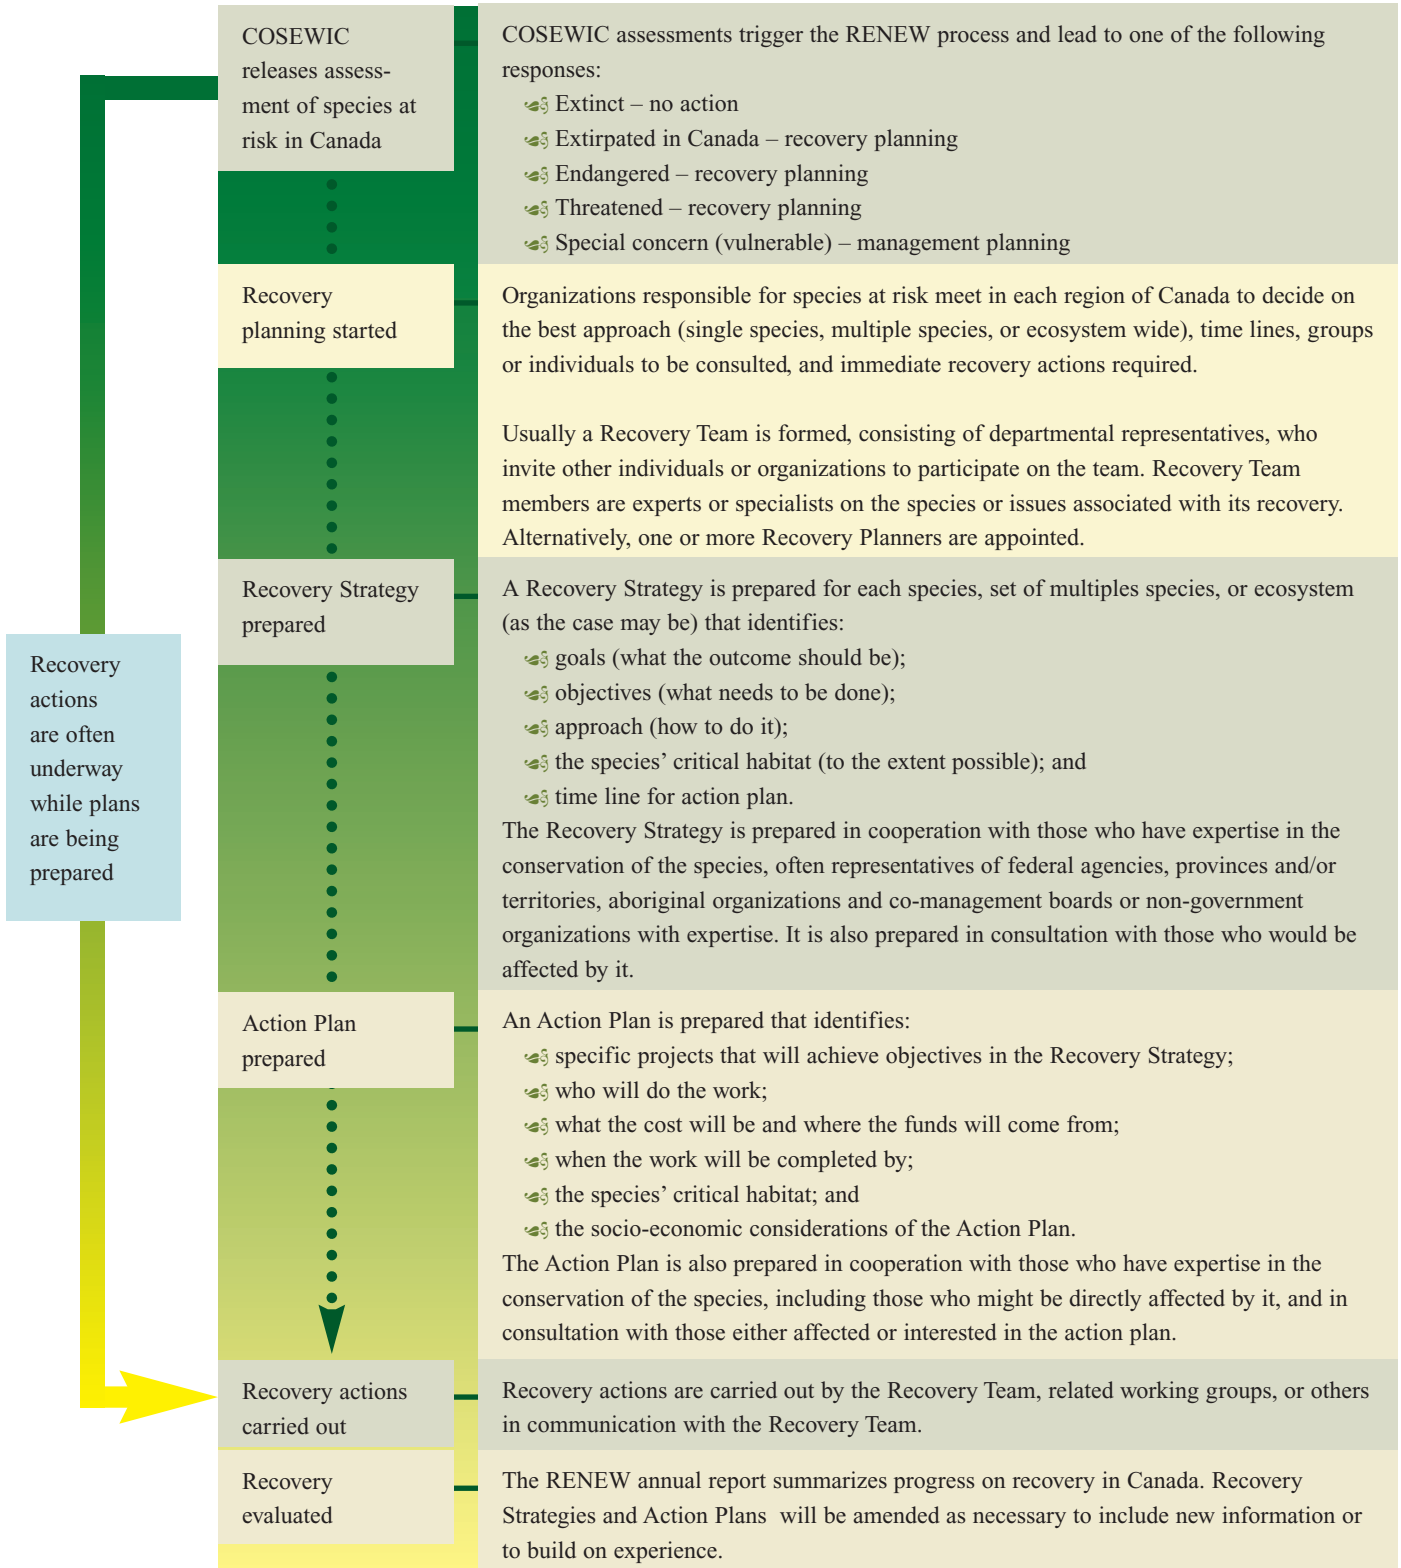 COSEWIC
releases assess-
ment of species at
risk in Canada
COSEWIC assessments trigger the RENEW process and lead to one of the following
responses:
Extinct – no action
Extirpated in Canada – recovery planning
Endangered – recovery planning
Threatened – recovery planning
Special concern (vulnerable) – management planning
Recovery
planning started
Organizations responsible for species at risk meet in each region of Canada to decide on
the best approach (single species, multiple species, or ecosystem wide), time lines, groups
or individuals to be consulted, and immediate recovery actions required.
Usually a Recovery Team is formed, consisting of departmental representatives, who
invite other individuals or organizations to participate on the team. Recovery Team
members are experts or specialists on the species or issues associated with its recovery.
Alternatively, one or more Recovery Planners are appointed.
Recovery Strategy
prepared
A Recovery Strategy is prepared for each species, set of multiples species, or ecosystem
(as the case may be) that identifies:
goals (what the outcome should be);
objectives (what needs to be done);
approach (how to do it);
the species’ critical habitat (to the extent possible); and
time line for action plan.
The Recovery Strategy is prepared in cooperation with those who have expertise in the
conservation of the species, often representatives of federal agencies, provinces and/or
territories, aboriginal organizations and co-management boards or non-government
organizations with expertise. It is also prepared in consultation with those who would be
affected by it.
Recovery
actions
are often
underway
while plans
are being
prepared
Action Plan
prepared
An Action Plan is prepared that identifies:
specific projects that will achieve objectives in the Recovery Strategy;
who will do the work;
what the cost will be and where the funds will come from;
when the work will be completed by;
the species’ critical habitat; and
the socio-economic considerations of the Action Plan.
The Action Plan is also prepared in cooperation with those who have expertise in the
conservation of the species, including those who might be directly affected by it, and in
consultation with those either affected or interested in the action plan.
Recovery actions
carried out
Recovery actions are carried out by the Recovery Team, related working groups, or others
in communication with the Recovery Team.
Recovery
evaluated
The RENEW annual report summarizes progress on recovery in Canada. Recovery
Strategies and Action Plans will be amended as necessary to include new information or
to build on experience.